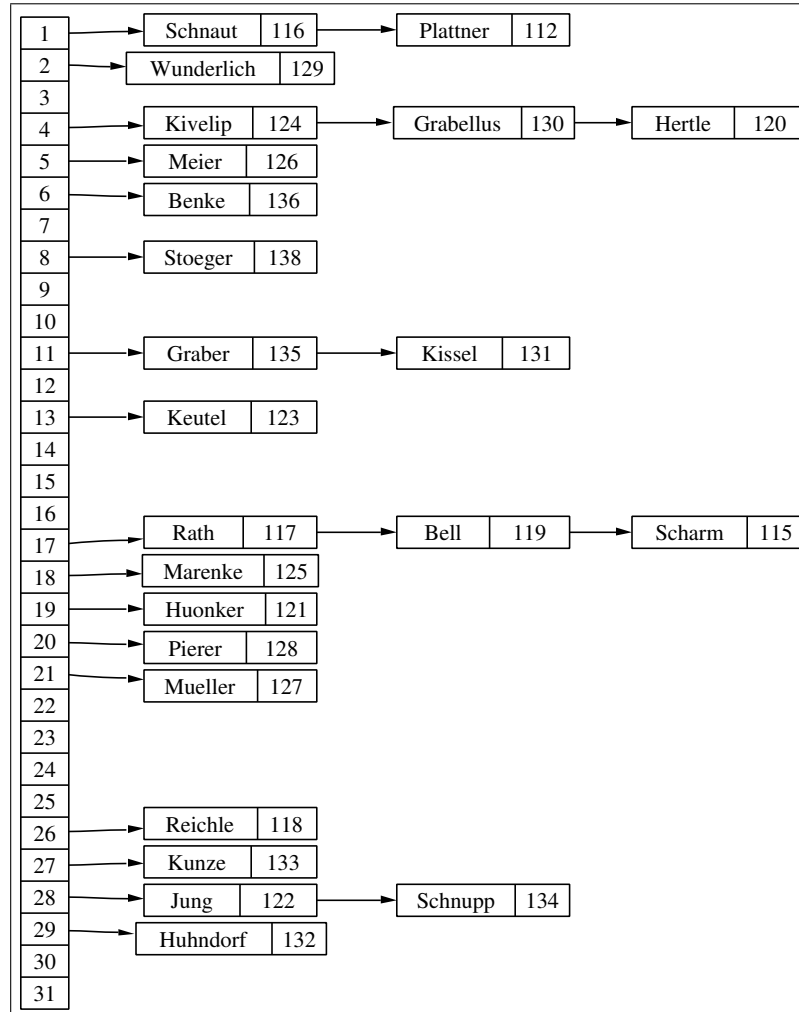 1 Schnaut 116 Plattner 112
2 Wunderlich 129
3
4 Kivelip 124 Grabellus 130 Hertle 120
5 Meier 126
6 Benke 136
7
8 Stoeger 138
9
10
11 Graber 135 Kissel 131
12
13 Keutel 123
14
15
16
17 Rath 117 Bell 119 Scharm 115
18 Marenke 125
19 Huonker 121
20 Pierer 128
21 Mueller 127
22
23
24
25
26 Reichle 118
27 Kunze 133
28 Jung 122 Schnupp 134
29 Huhndorf 132
30
31